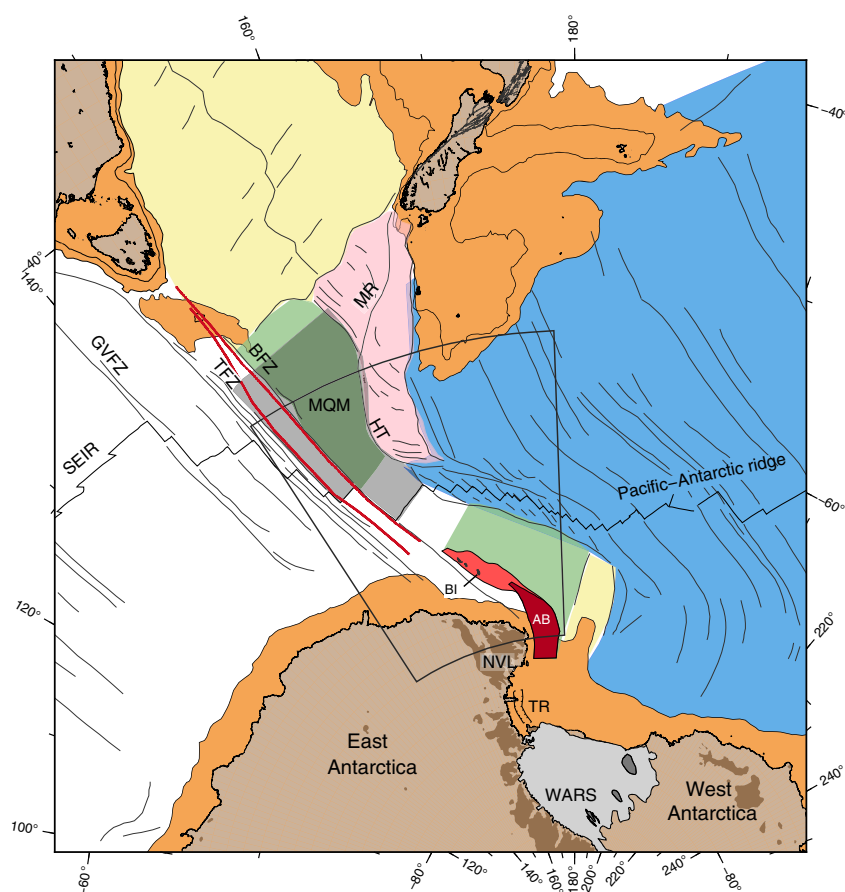 160°
180°
-40°
40°
140°
MR
GVFZ
BFZ
TFZ
MQM
HT
SEIR
Pacific–Antarctic ridge
-60°
BI
AB
120°
220°
NVL
TR
East
Antarctica
WARS
West
Antarctica
240°
100°
-60°
-80°
120°
140°
160°
180°
200°
220°
240°
-80°